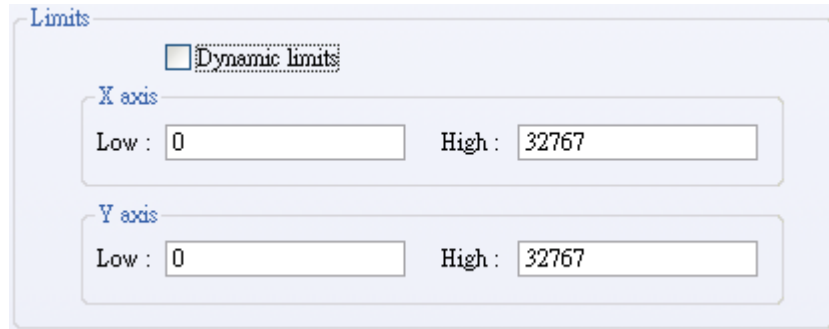 Limits
Dynamic limits
X axis
Low : 0 High : 32767
Y axis
Low : 0 High : 32767